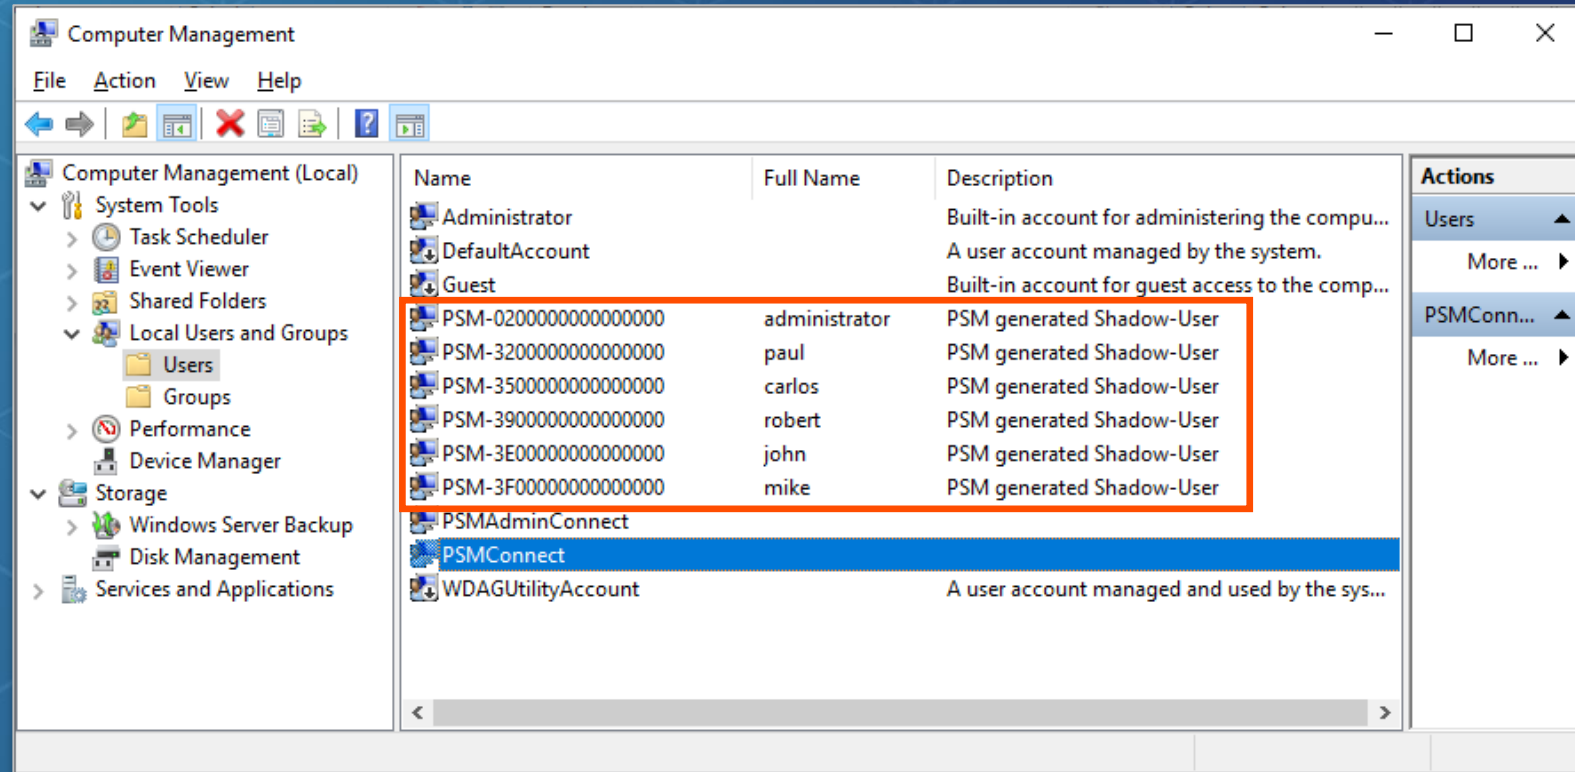 Computer Management
File Action View Help
Computer Management (Local)
System Tools
Task Scheduler
Event Viewer
Shared Folders
Local Users and Groups
Users
Groups
Performance
Device Manager
Storage
Windows Server Backup
Disk Management
Services and Applications
Name Full Name Description
Administrator Built-in account for administering the compu...
DefaultAccount A user account managed by the system.
Guest Built-in account for guest access to the comp...
PSM-0200000000000000 administrator PSM generated Shadow-User
PSM-3200000000000000 paul PSM generated Shadow-User
PSM-3500000000000000 carlos PSM generated Shadow-User
PSM-3900000000000000 robert PSM generated Shadow-User
PSM-3E00000000000000 john PSM generated Shadow-User
PSM-3F00000000000000 mike PSM generated Shadow-User
PSMAdminConnect
PSMConnect
WDAGUtilityAccount A user account managed and used by the sys...
Actions
Users
More ...
PSMConn...
More ...